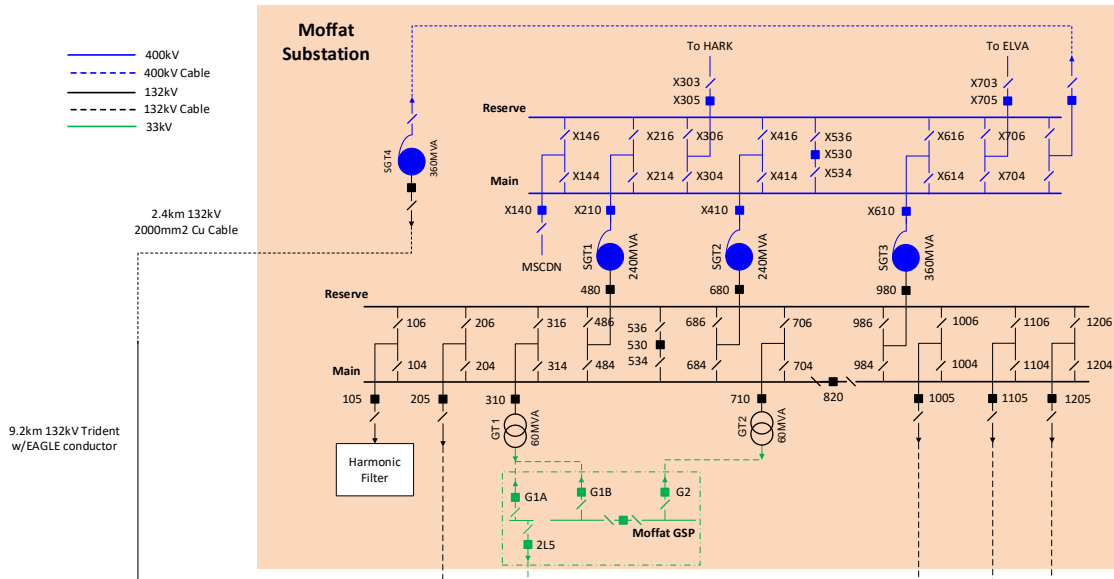 Moffat
Substation
400kV
400kV Cable
132kV
132kV Cable
33kV
To HARK
To ELVA
X303
X305
X703
X705
Reserve
X146
X216
X306
X416
X536
X530
X534
X616
X706
X144
X214
X304
X414
X614
X704
Main
SGT4
360MVA
X140
X210
X410
X610
MSCDN
SGT1
240MVA
SGT2
240MVA
SGT3
360MVA
2.4km 132kV
2000mm2 Cu Cable
480
680
980
Reserve
106
206
316
486
536
530
534
686
706
986
1006
1106
1206
104
204
314
484
684
704
984
1004
1104
1204
Main
820
105
205
310
710
1005
1105
1205
GT1
60MVA
GT2
60MVA
9.2km 132kV Trident
w/EAGLE conductor
Harmonic
Filter
G1A
G1B
G2
Moffat GSP
2L5